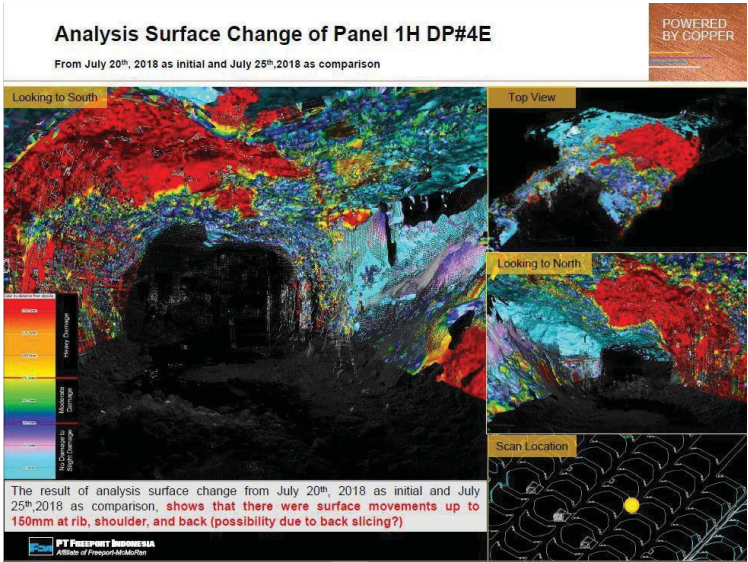 Analysis Surface Change of Panel 1H DP#4E
From July 20th, 2018 as initial and July 25th,2018 as comparison
POWERED
BY COPPER
Looking to South
Top View
Looking to North
Heavy Damage
Moderate
Damage
No Damage to
Slight Damage
Scan Location
The result of analysis surface change from July 20th, 2018 as initial and July
25th,2018 as comparison, shows that there were surface movements up to
150mm at rib, shoulder, and back (possibility due to back slicing?)
PT FREEPORT INDONESIA
Affiliate of Freeport-McMoRan